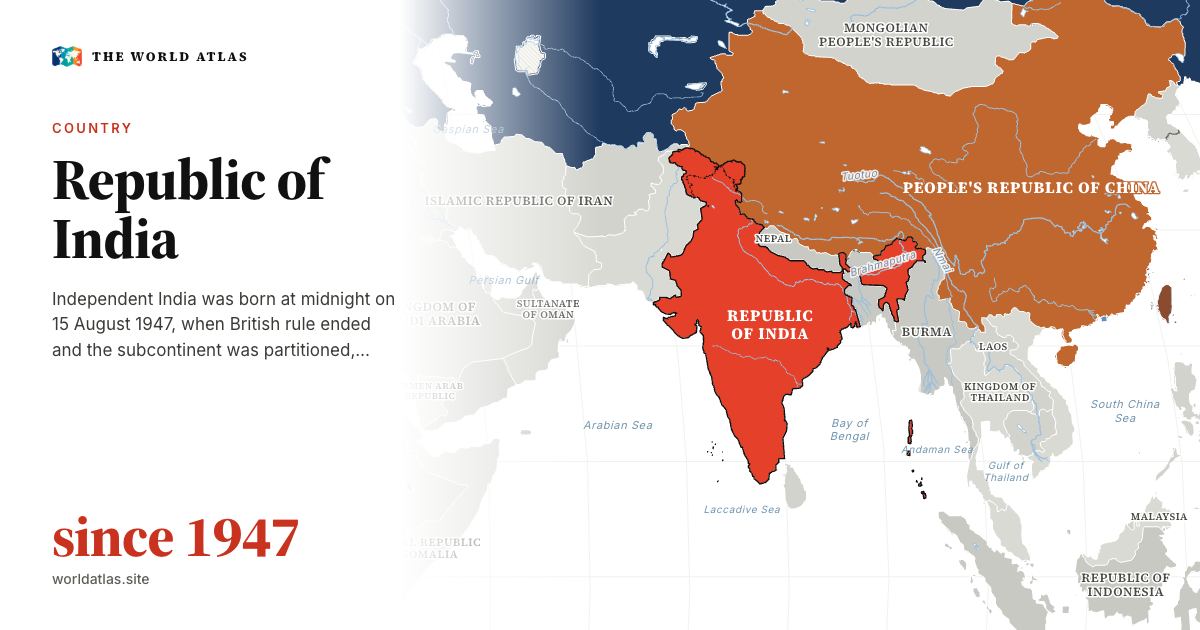 THE WORLD ATLAS
COUNTRY
Republic of
India
Independent India was born at midnight on
15 August 1947, when British rule ended
and the subcontinent was partitioned,...
since 1947
worldatlas.site
MONGOLIAN
PEOPLE'S REPUBLIC
Caspian Sea
Tuotuo
PEOPLE'S REPUBLIC OF CHINA
ISLAMIC REPUBLIC OF IRAN
NEPAL
Brahmaputra
Nmai
Persian Gulf
SULTANATE
OF OMAN
REPUBLIC
OF INDIA
BURMA
LAOS
KINGDOM OF
THAILAND
Arabian Sea
Bay of
Bengal
South China
Sea
Andaman Sea
Gulf of
Thailand
Laccadive Sea
MALAYSIA
REPUBLIC OF
INDONESIA